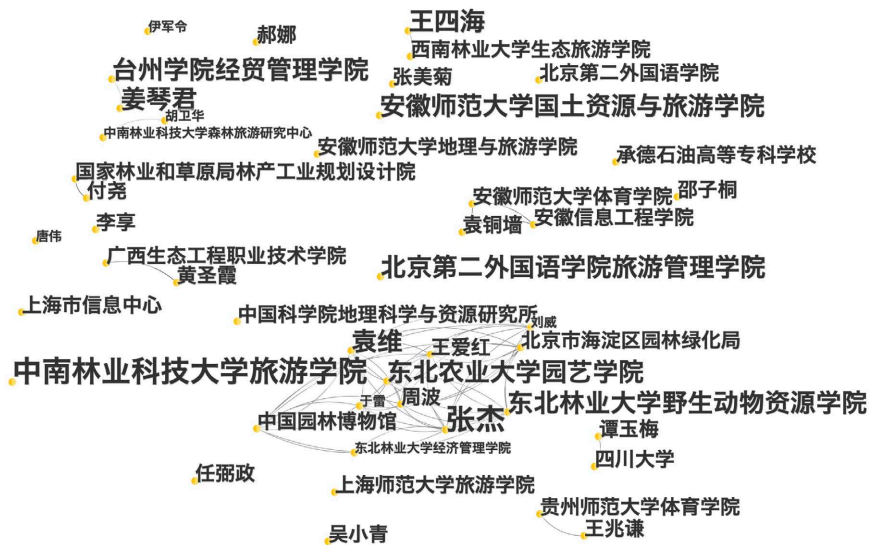 伊军令
郝娜
王四海
西南林业大学生态旅游学院
台州学院经贸管理学院
张美菊
北京第二外国语学院
姜琴君
安徽师范大学国土资源与旅游学院
胡卫华
中南林业科技大学森林旅游研究中心
安徽师范大学地理与旅游学院
承德石油高等专科学校
国家林业和草原局林产工业规划设计院
付尧
安徽师范大学体育学院
邵子桐
李享
袁铜墙
安徽信息工程学院
唐伟
广西生态工程职业技术学院
黄圣霞
北京第二外国语学院旅游管理学院
上海市信息中心
中国科学院地理科学与资源研究所
刘威
袁维
王爱红
北京市海淀区园林绿化局
中南林业科技大学旅游学院
东北农业大学园艺学院
于雷
周波
东北林业大学野生动物资源学院
中国园林博物馆
张杰
谭玉梅
东北林业大学经济管理学院
四川大学
任弼政
上海师范大学旅游学院
贵州师范大学体育学院
吴小青
王兆谦